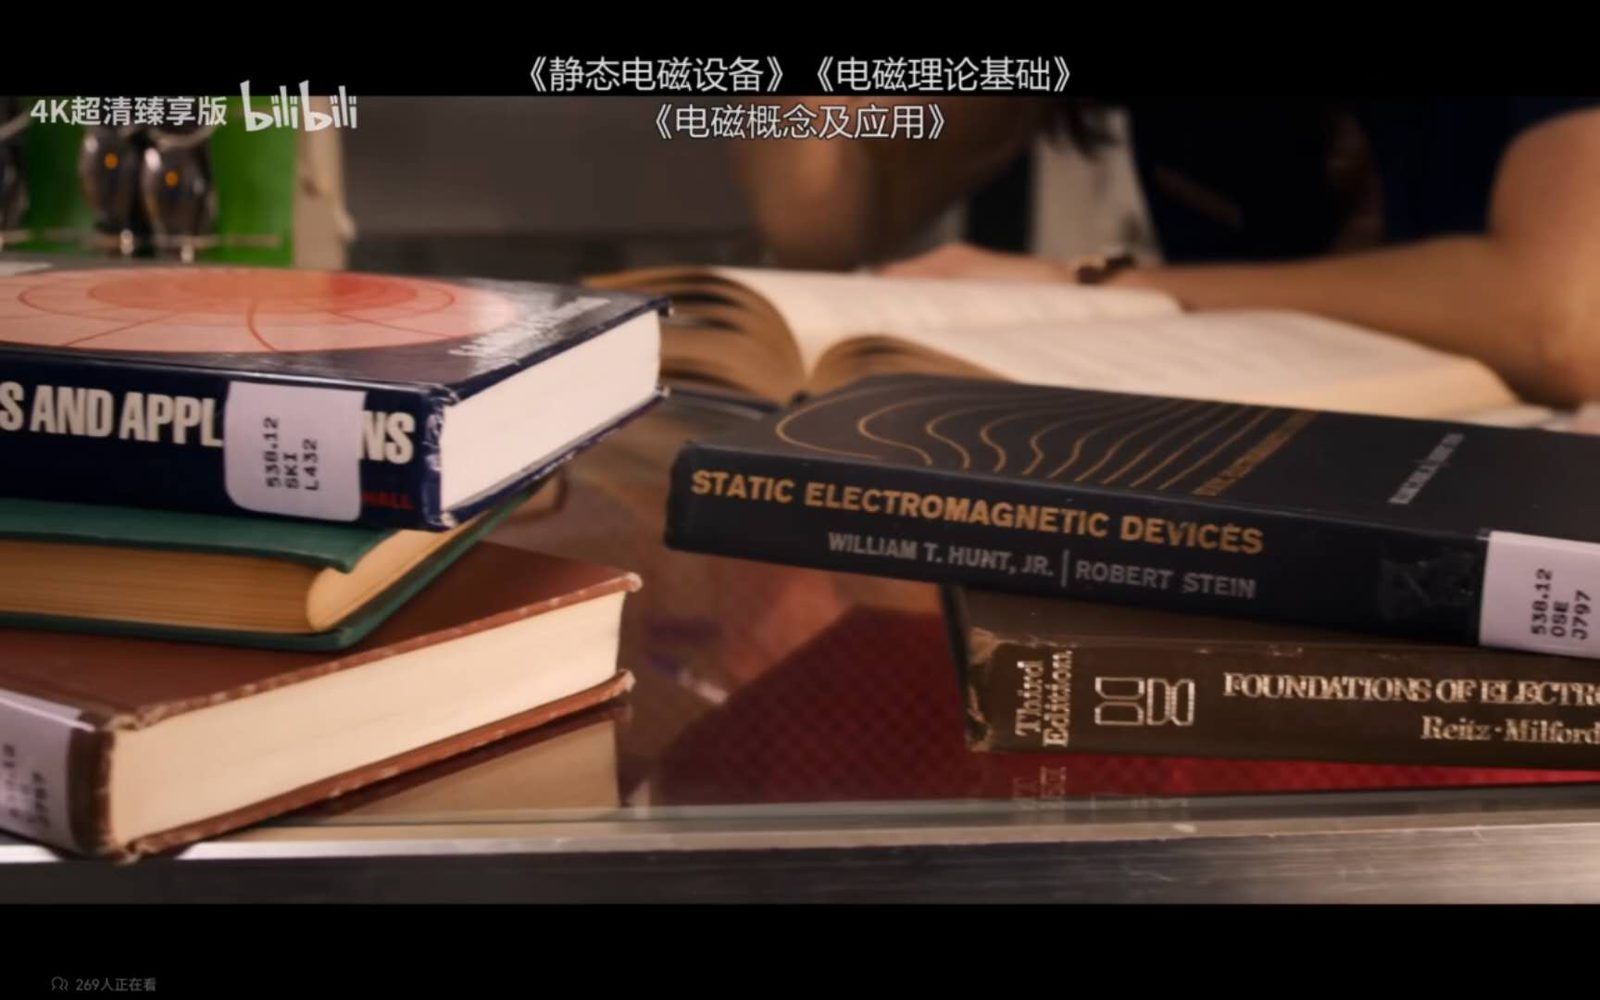 《静态电磁设备》《电磁理论基础》
《电磁概念及应用》
4K超清臻享版 bilibili
S AND APPL
NS
538.12
SKI
L432
HALL
STATIC ELECTROMAGNETIC DEVICES
WILLIAM T. HUNT, JR. | ROBERT STEIN
538.12
OSE
J797
Third
Edition
FOUNDATIONS OF ELECTR
Reitz·Milford
269人正在看